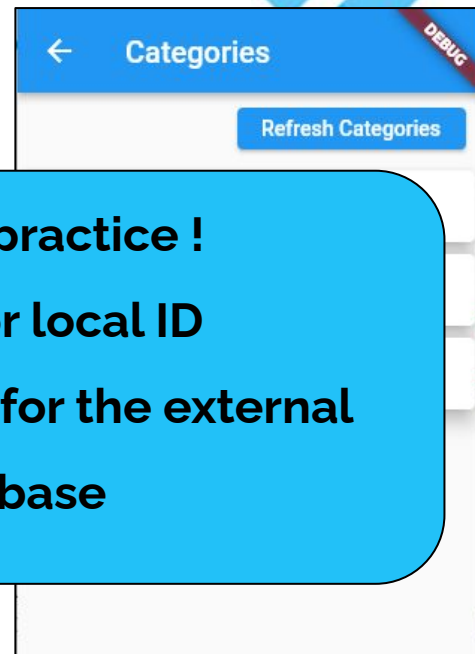 Categories
DEBUG
Refresh Categories
practice !
r local ID
for the external
base